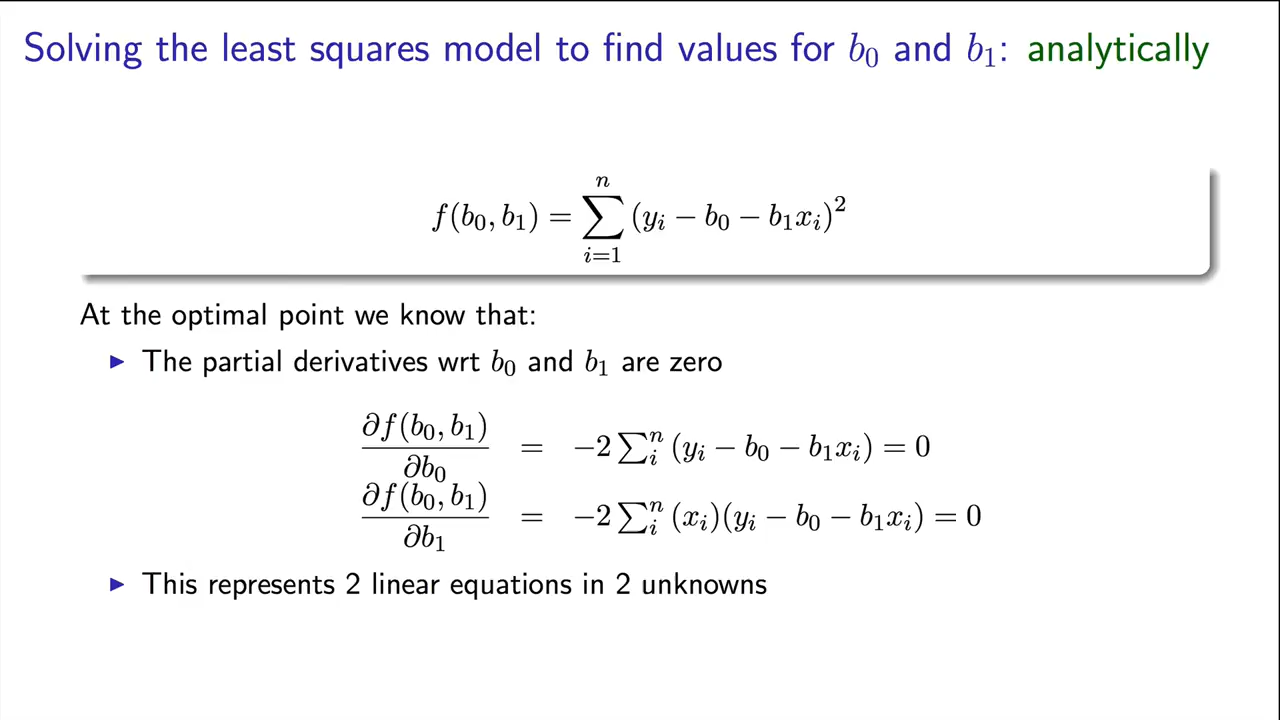 Solving the least squares model to find values for b₀ and b₁: analytically
f(b₀, b₁) = ∑ᵢ₌₁ⁿ (yᵢ − b₀ − b₁xᵢ)²
At the optimal point we know that:
▶ The partial derivatives wrt b₀ and b₁ are zero
∂f(b₀, b₁)/∂b₀ = −2 ∑ᵢⁿ (yᵢ − b₀ − b₁xᵢ) = 0
∂f(b₀, b₁)/∂b₁ = −2 ∑ᵢⁿ (xᵢ)(yᵢ − b₀ − b₁xᵢ) = 0
▶ This represents 2 linear equations in 2 unknowns